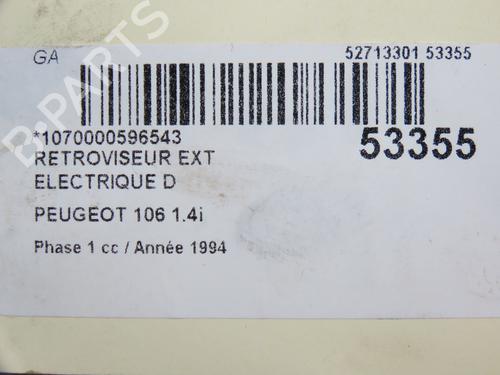 GA
52713301 53355
*1070000596543
53355
RETROVISEUR EXT
ELECTRIQUE D
PEUGEOT 106 1.4i
Phase 1 cc / Année 1994
B-PARTS